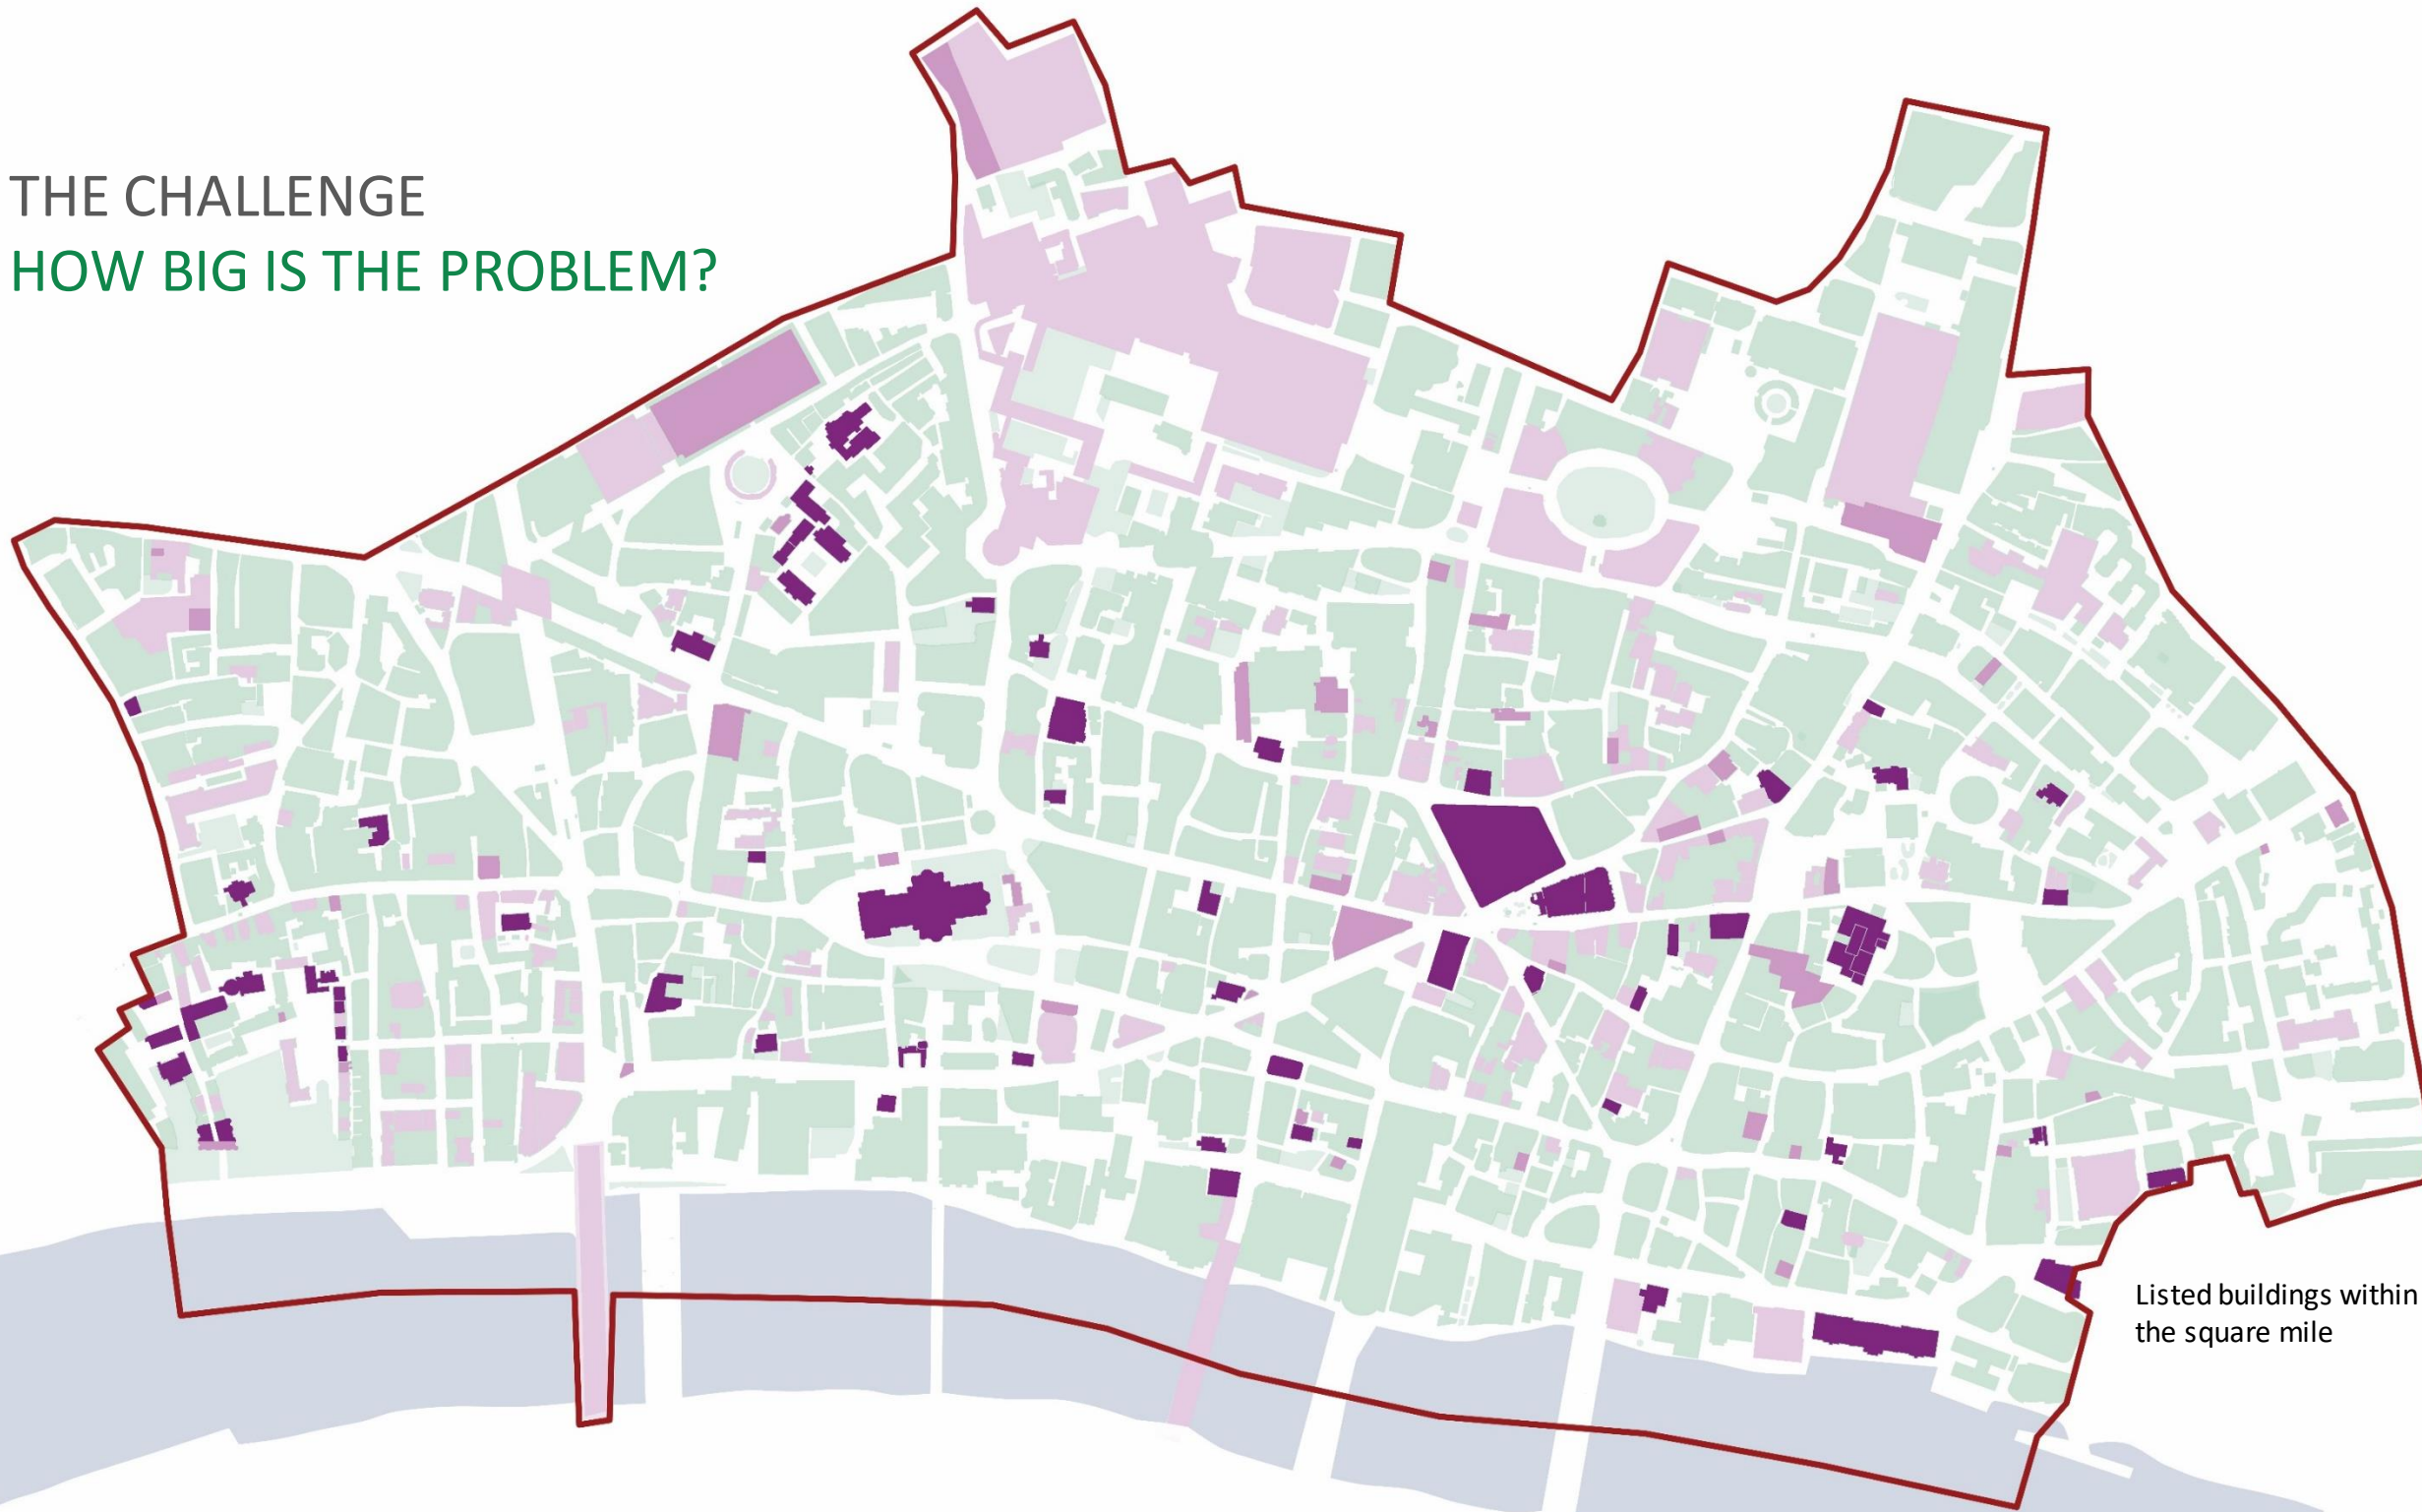 THE CHALLENGE
HOW BIG IS THE PROBLEM?
Listed buildings within
the square mile